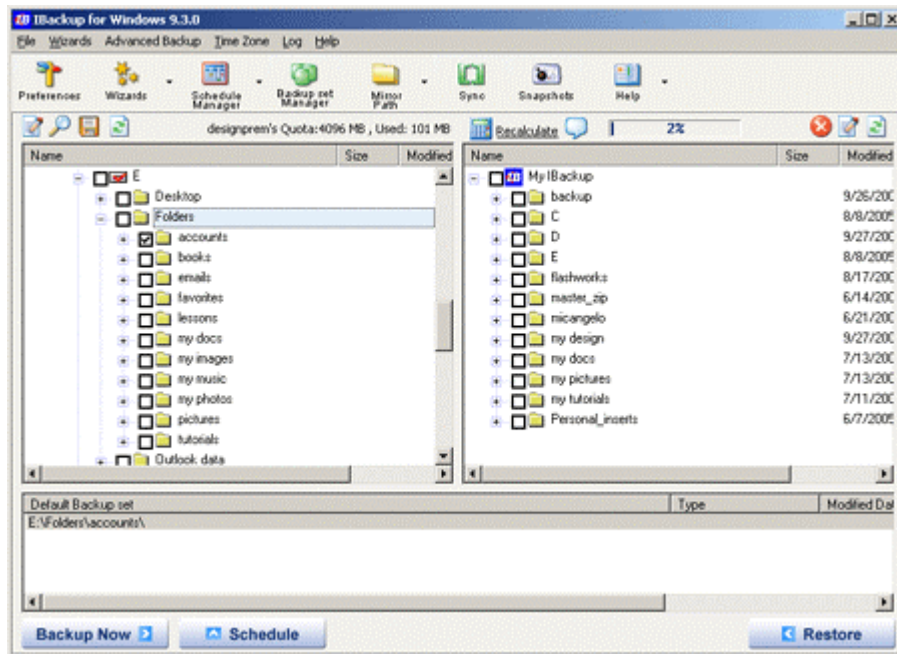 IBackup for Windows 9.3.0
File Wizards Advanced Backup Time Zone Log Help
Preferences Wizards Schedule Manager Backup set Manager Mirror Path Sync Snapshots Help
designprem's Quota:4096 MB , Used: 101 MB Recalculate 2%
Name Size Modified
E
Desktop
Folders
accounts
books
emails
favorites
lessons
my docs
my images
my music
my photos
pictures
tutorials
Outlook data
Name Size Modified
My IBackup
backup 9/26/200
C 8/8/2005
D 9/27/200
E 8/8/2005
flashworks 8/17/200
master_zip 6/14/200
micangelo 6/21/200
my design 9/27/200
my docs 7/13/200
my pictures 7/13/200
my tutorials 7/11/200
Personal_inserts 6/7/2005
Default Backup set Type Modified Dat
E:\Folders\accounts\
Backup Now Schedule Restore